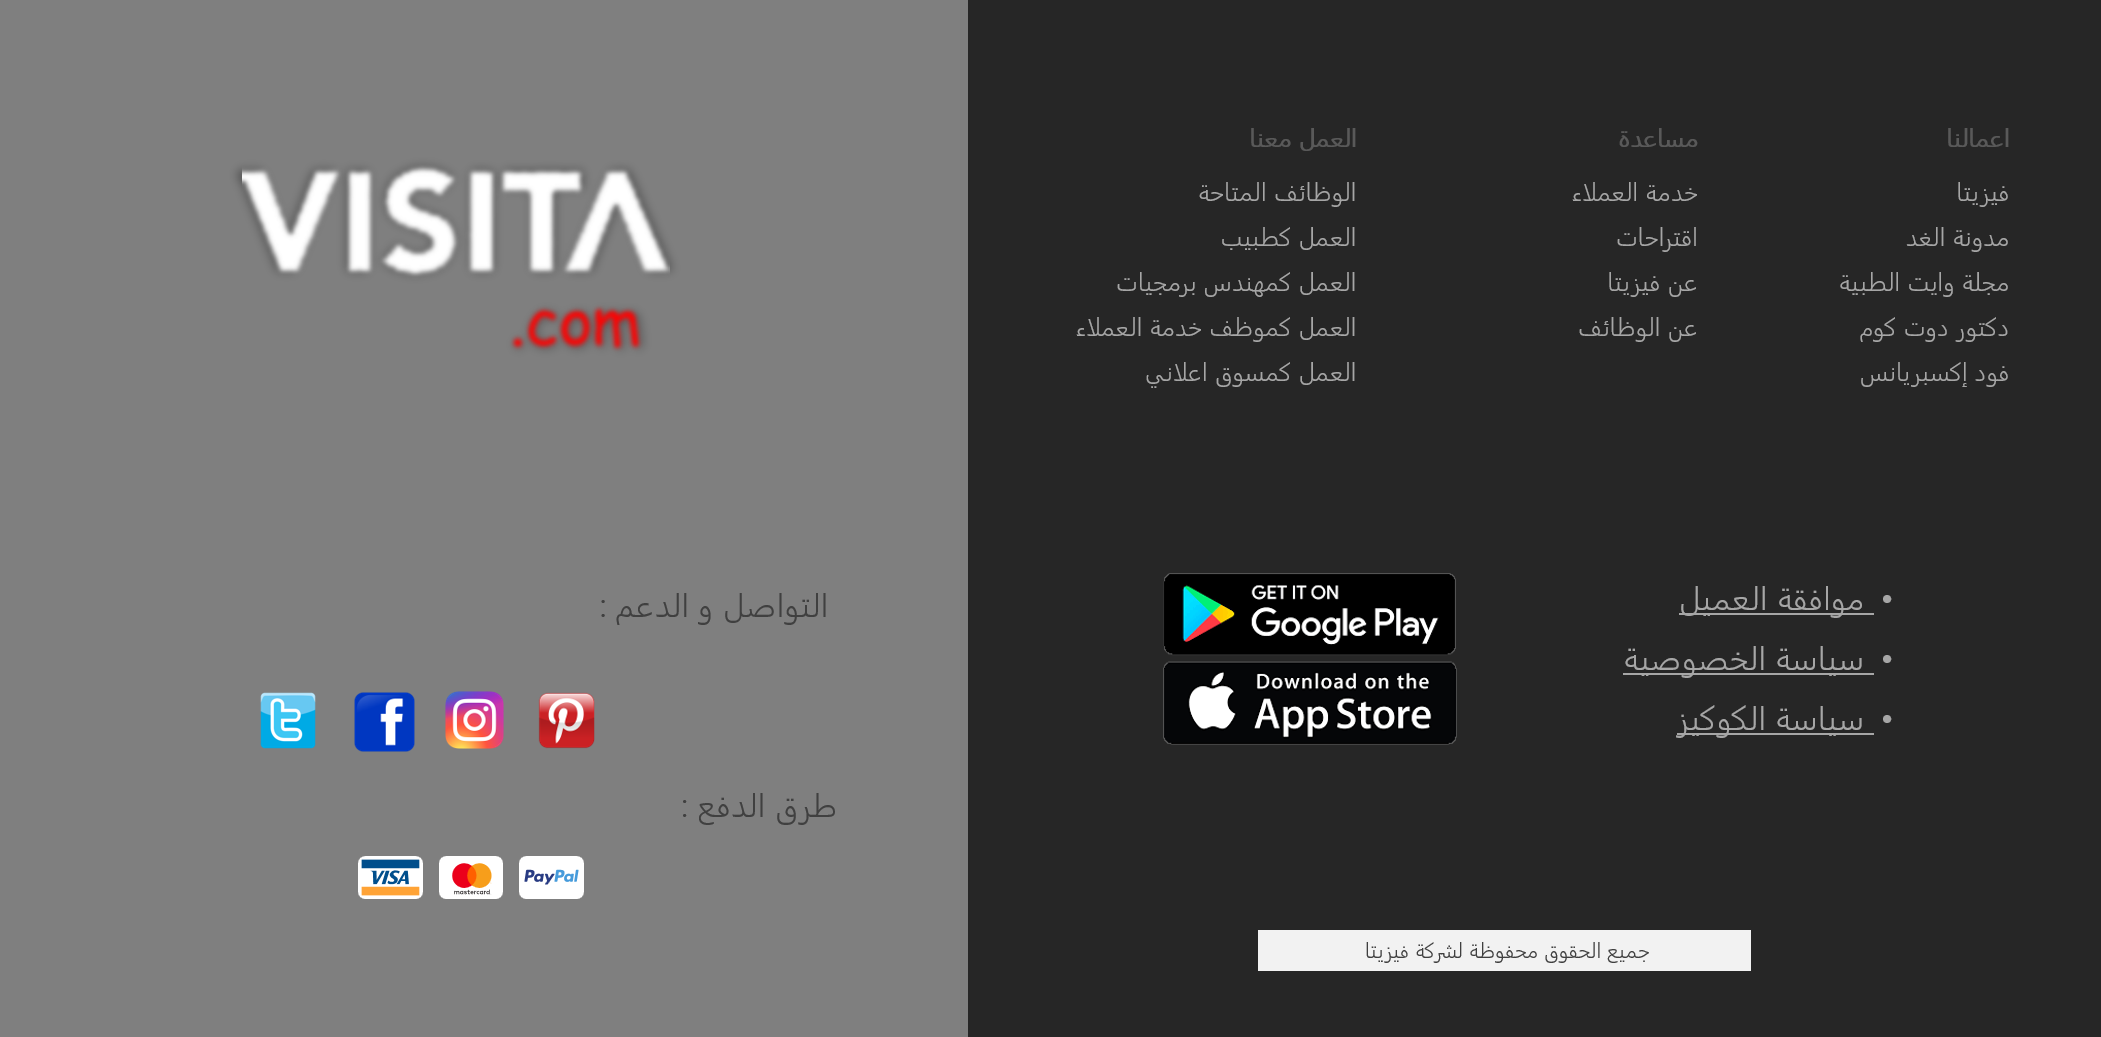 اعمالنا
فيزيتا
مدونة الغد
مجلة وايت الطبية
دكتور دوت كوم
فود إكسبريانس
مساعدة
خدمة العملاء
اقتراحات
عن فيزيتا
عن الوظائف
العمل معنا
الوظائف المتاحة
العمل كطبيب
العمل كمهندس برمجيات
العمل كموظف خدمة العملاء
العمل كمسوق اعلاني
• موافقة العميل
• سياسة الخصوصية
• سياسة الكوكيز
GET IT ON
Google Play
Download on the
App Store
جميع الحقوق محفوظة لشركة فيزيتا
VISITA
.com
التواصل و الدعم :
طرق الدفع :
VISA
mastercard
PayPal